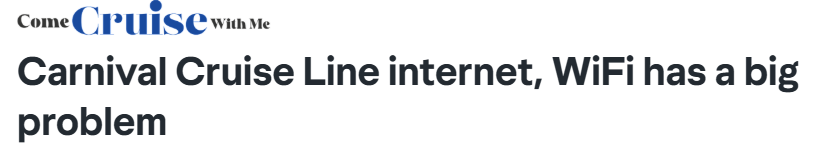 Come Cruise With Me
Carnival Cruise Line internet, WiFi has a big
problem